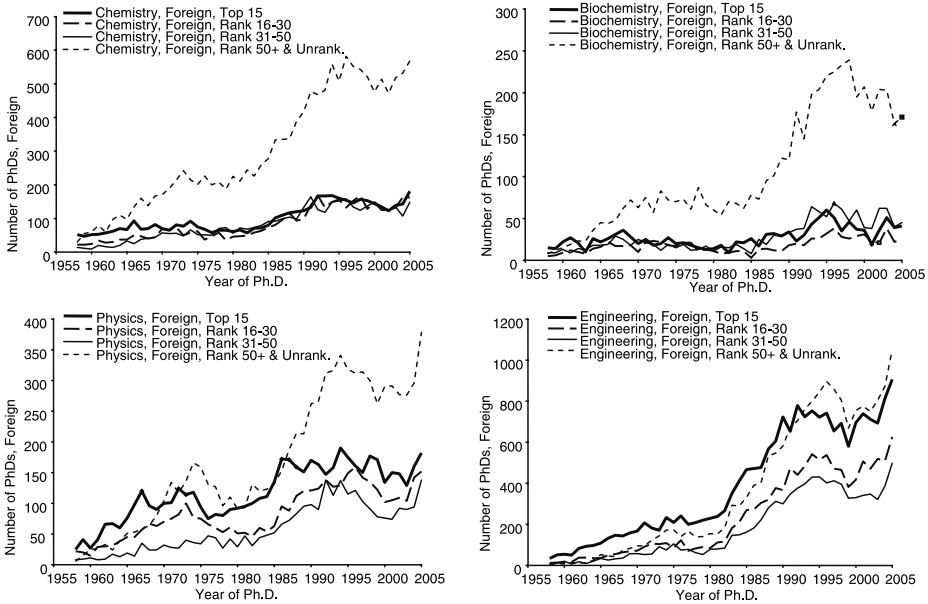 Chemistry, Foreign, Top 15
Chemistry, Foreign, Rank 16-30
Chemistry, Foreign, Rank 31-50
Chemistry, Foreign, Rank 50+ & Unrank.
Number of PhDs, Foreign
700
600
500
400
300
200
100
0
1955 1960 1965 1970 1975 1980 1985 1990 1995 2000 2005
Year of Ph.D.
Biochemistry, Foreign, Top 15
Biochemistry, Foreign, Rank 16-30
Biochemistry, Foreign, Rank 31-50
Biochemistry, Foreign, Rank 50+ & Unrank.
Number of PhDs, Foreign
300
250
200
150
100
50
0
1955 1960 1965 1970 1975 1980 1985 1990 1995 2000 2005
Year of Ph.D.
Physics, Foreign, Top 15
Physics, Foreign, Rank 16-30
Physics, Foreign, Rank 31-50
Physics, Foreign, Rank 50+ & Unrank.
Number of PhDs, Foreign
400
350
300
250
200
150
100
50
0
1955 1960 1965 1970 1975 1980 1985 1990 1995 2000 2005
Year of Ph.D.
Engineering, Foreign, Top 15
Engineering, Foreign, Rank 16-30
Engineering, Foreign, Rank 31-50
Engineering, Foreign, Rank 50+ & Unrank.
Number of PhDs, Foreign
1200
1000
800
600
400
200
0
1955 1960 1965 1970 1975 1980 1985 1990 1995 2000 2005
Year of Ph.D.